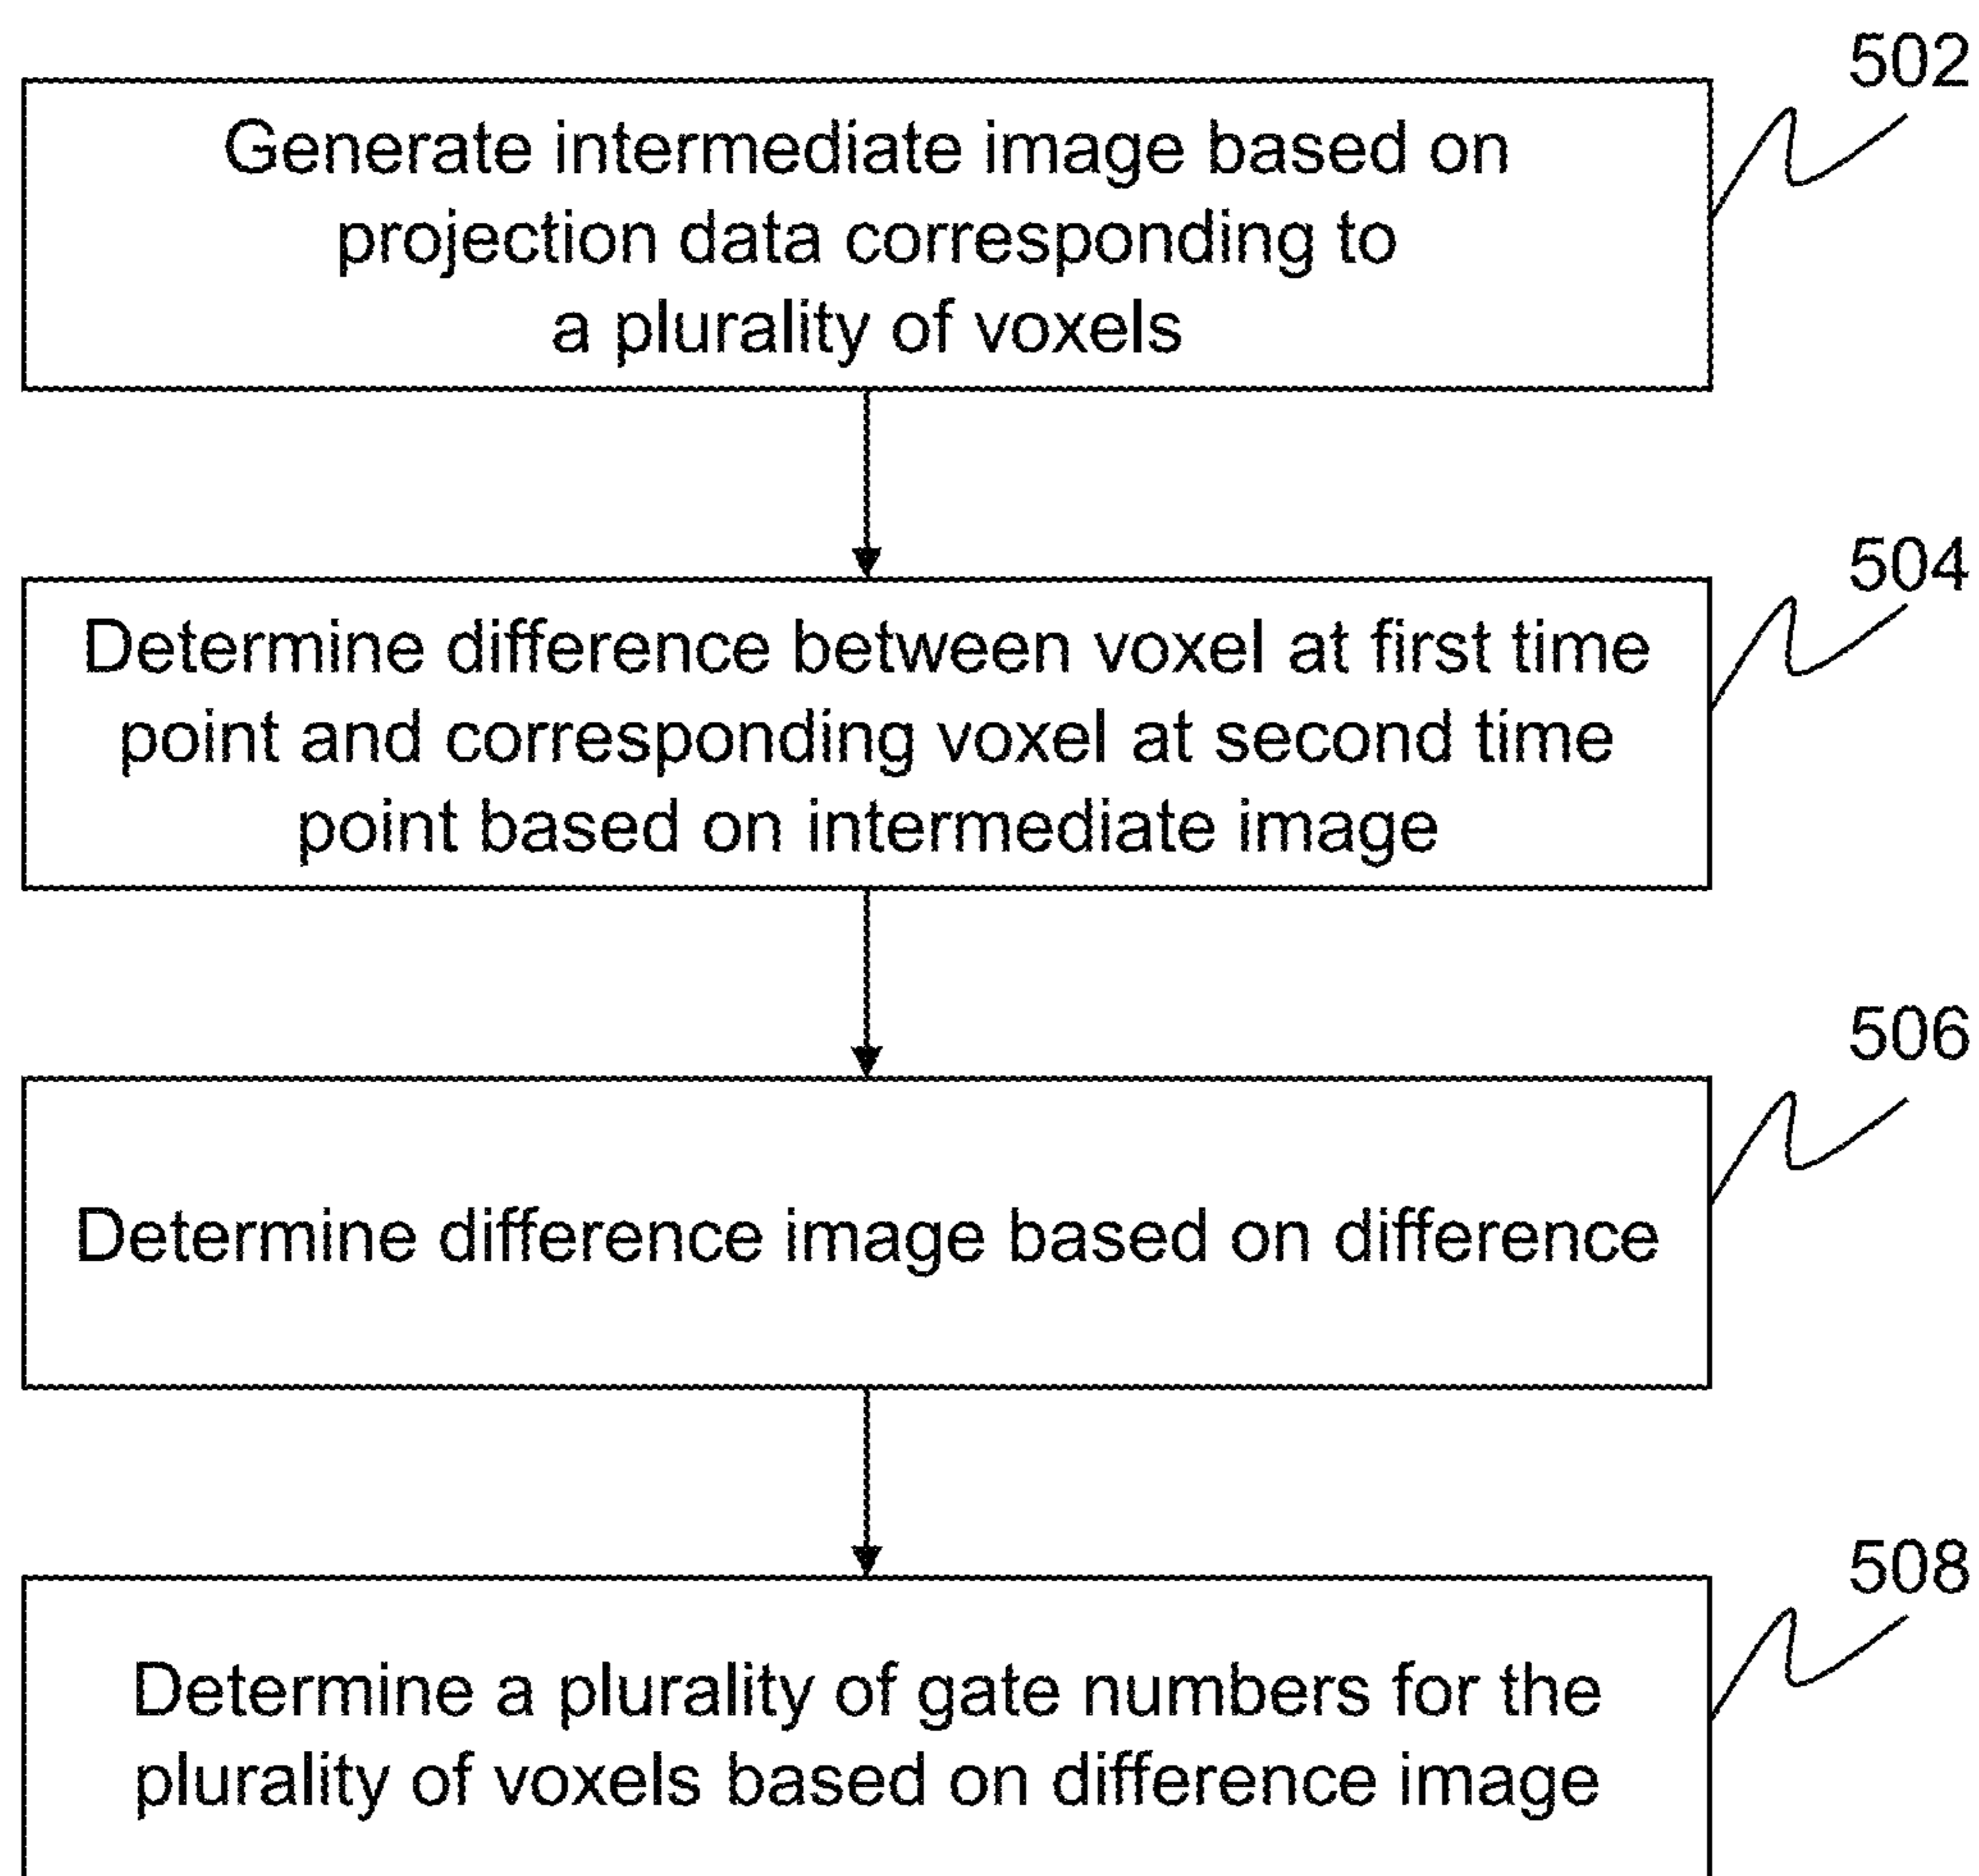 502
Generate intermediate image based on
projection data corresponding to
a plurality of voxels
504
Determine difference between voxel at first time
point and corresponding voxel at second time
point based on intermediate image
506
Determine difference image based on difference
508
Determine a plurality of gate numbers for the
plurality of voxels based on difference image